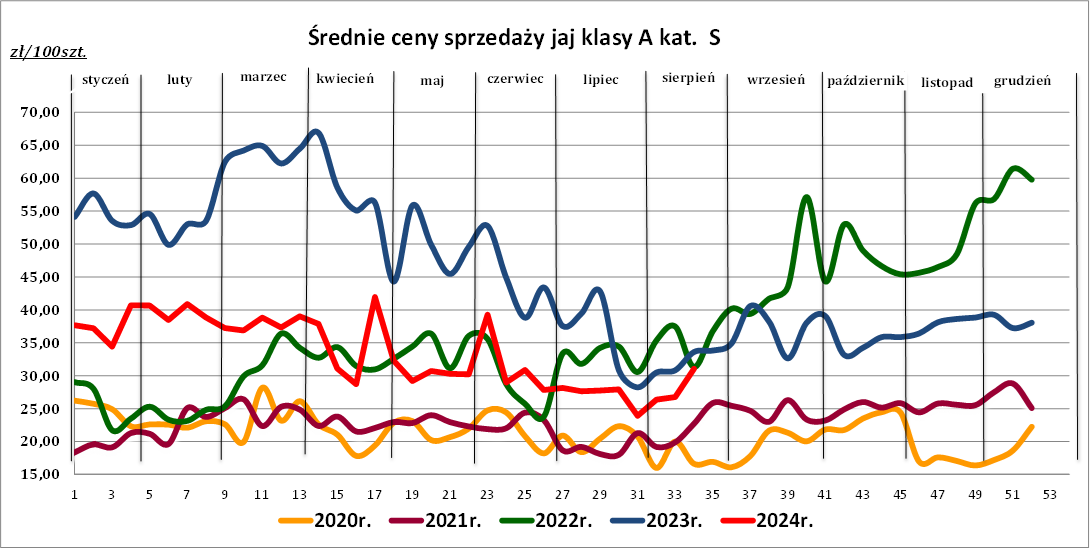 Średnie ceny sprzedaży jaj klasy A kat. S
zł/100szt.
styczeń luty marzec kwiecień maj czerwiec lipiec sierpień wrzesień październik listopad grudzień
70,00
65,00
60,00
55,00
50,00
45,00
40,00
35,00
30,00
25,00
20,00
15,00
1 3 5 7 9 11 13 15 17 19 21 23 25 27 29 31 33 35 37 39 41 43 45 47 49 51 53
2020r. 2021r. 2022r. 2023r. 2024r.